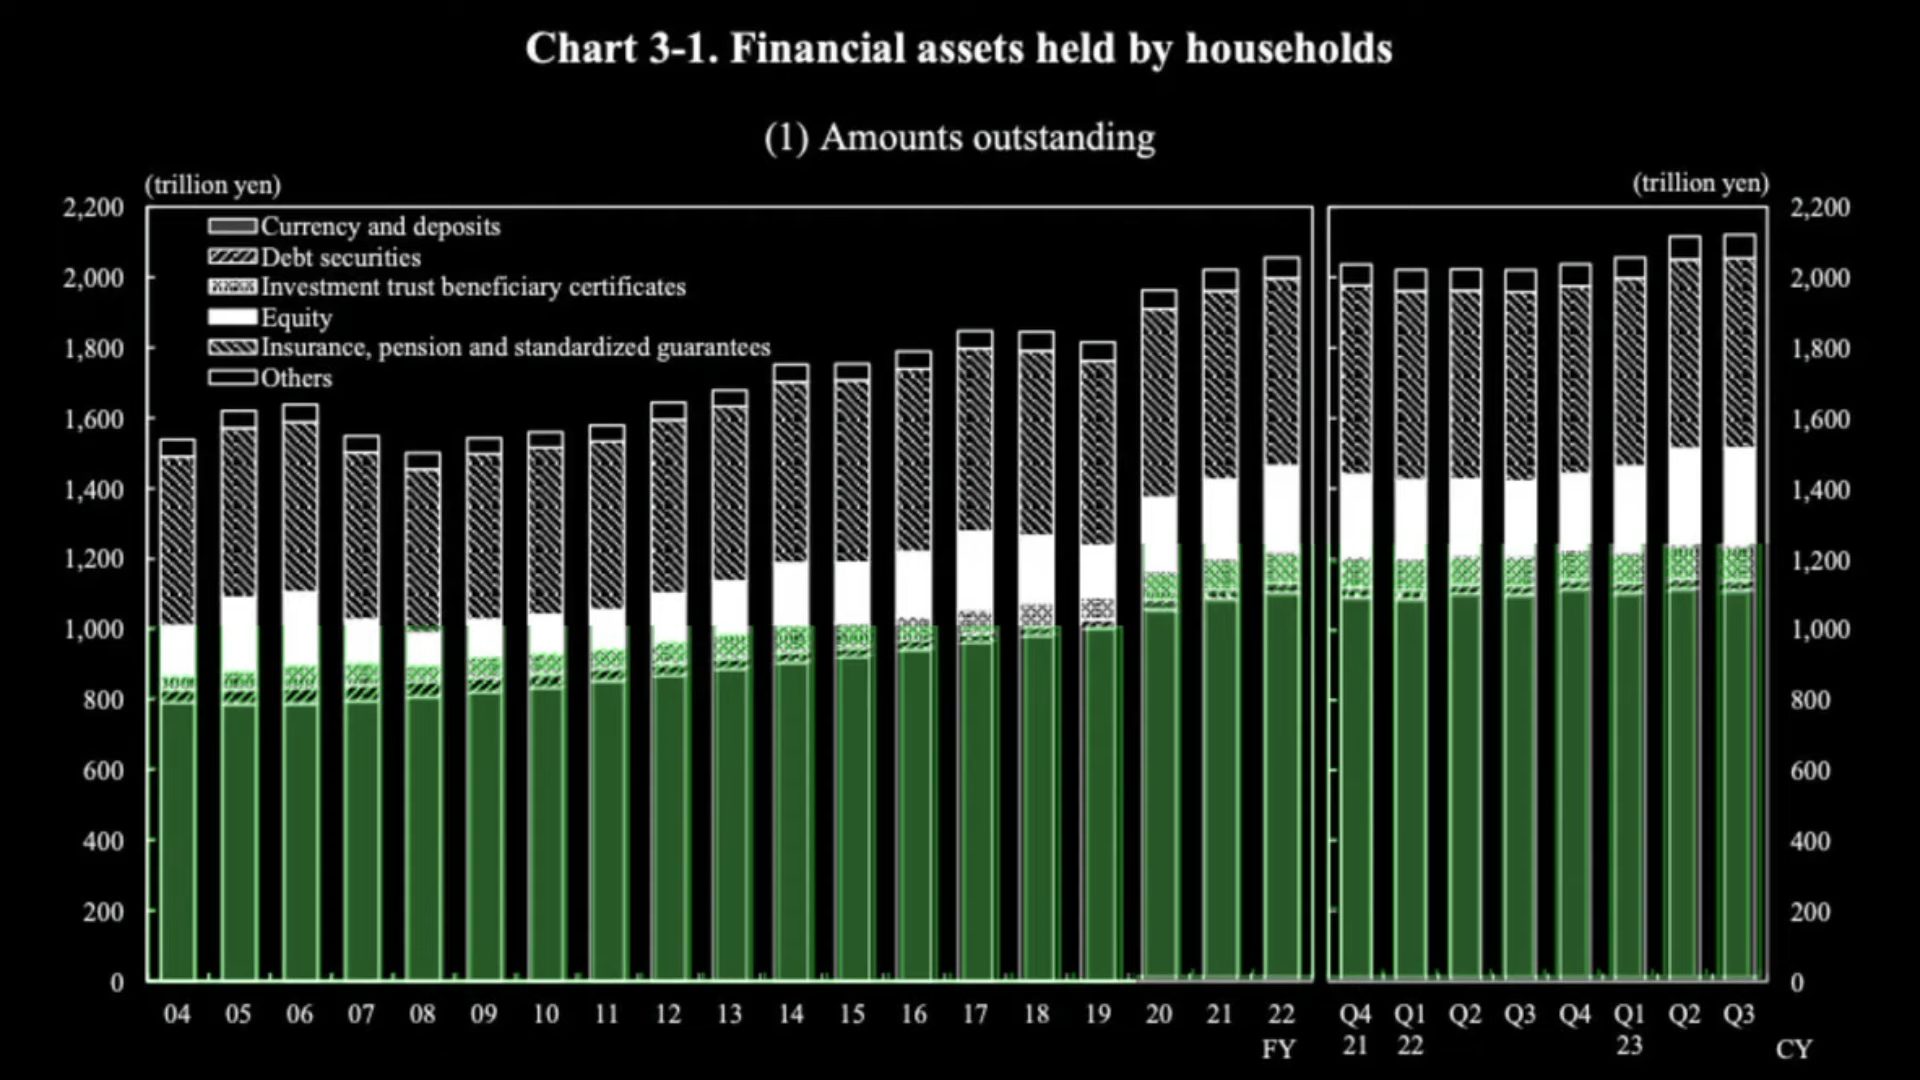 Chart 3-1. Financial assets held by households
(1) Amounts outstanding
(trillion yen)
(trillion yen)
2,200
2,000
1,800
1,600
1,400
1,200
1,000
800
600
400
200
0
Currency and deposits
Debt securities
Investment trust beneficiary certificates
Equity
Insurance, pension and standardized guarantees
Others
2,200
2,000
1,800
1,600
1,400
1,200
1,000
800
600
400
200
0
04 05 06 07 08 09 10 11 12 13 14 15 16 17 18 19 20 21 22
FY
Q4 Q1 Q2 Q3 Q4 Q1 Q2 Q3
21 22 23
CY